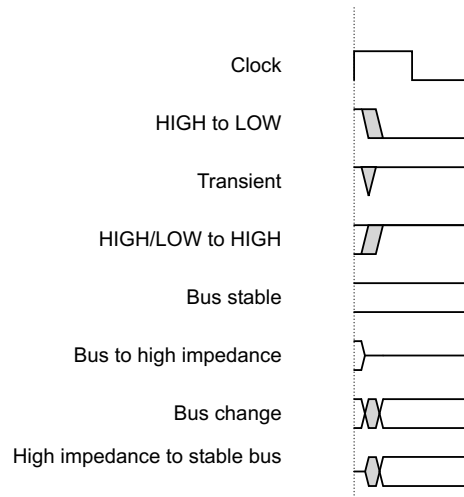 Clock
HIGH to LOW
Transient
HIGH/LOW to HIGH
Bus stable
Bus to high impedance
Bus change
High impedance to stable bus